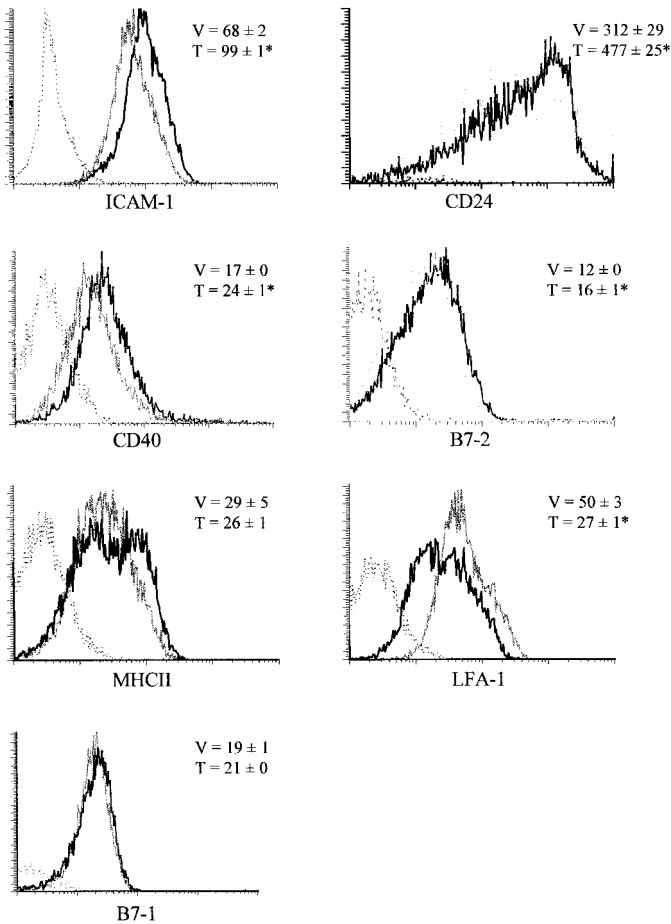 V = 68 ± 2
T = 99 ± 1*
ICAM-1
V = 312 ± 29
T = 477 ± 25*
CD24
V = 17 ± 0
T = 24 ± 1*
CD40
V = 12 ± 0
T = 16 ± 1*
B7-2
V = 29 ± 5
T = 26 ± 1
MHCII
V = 50 ± 3
T = 27 ± 1*
LFA-1
V = 19 ± 1
T = 21 ± 0
B7-1